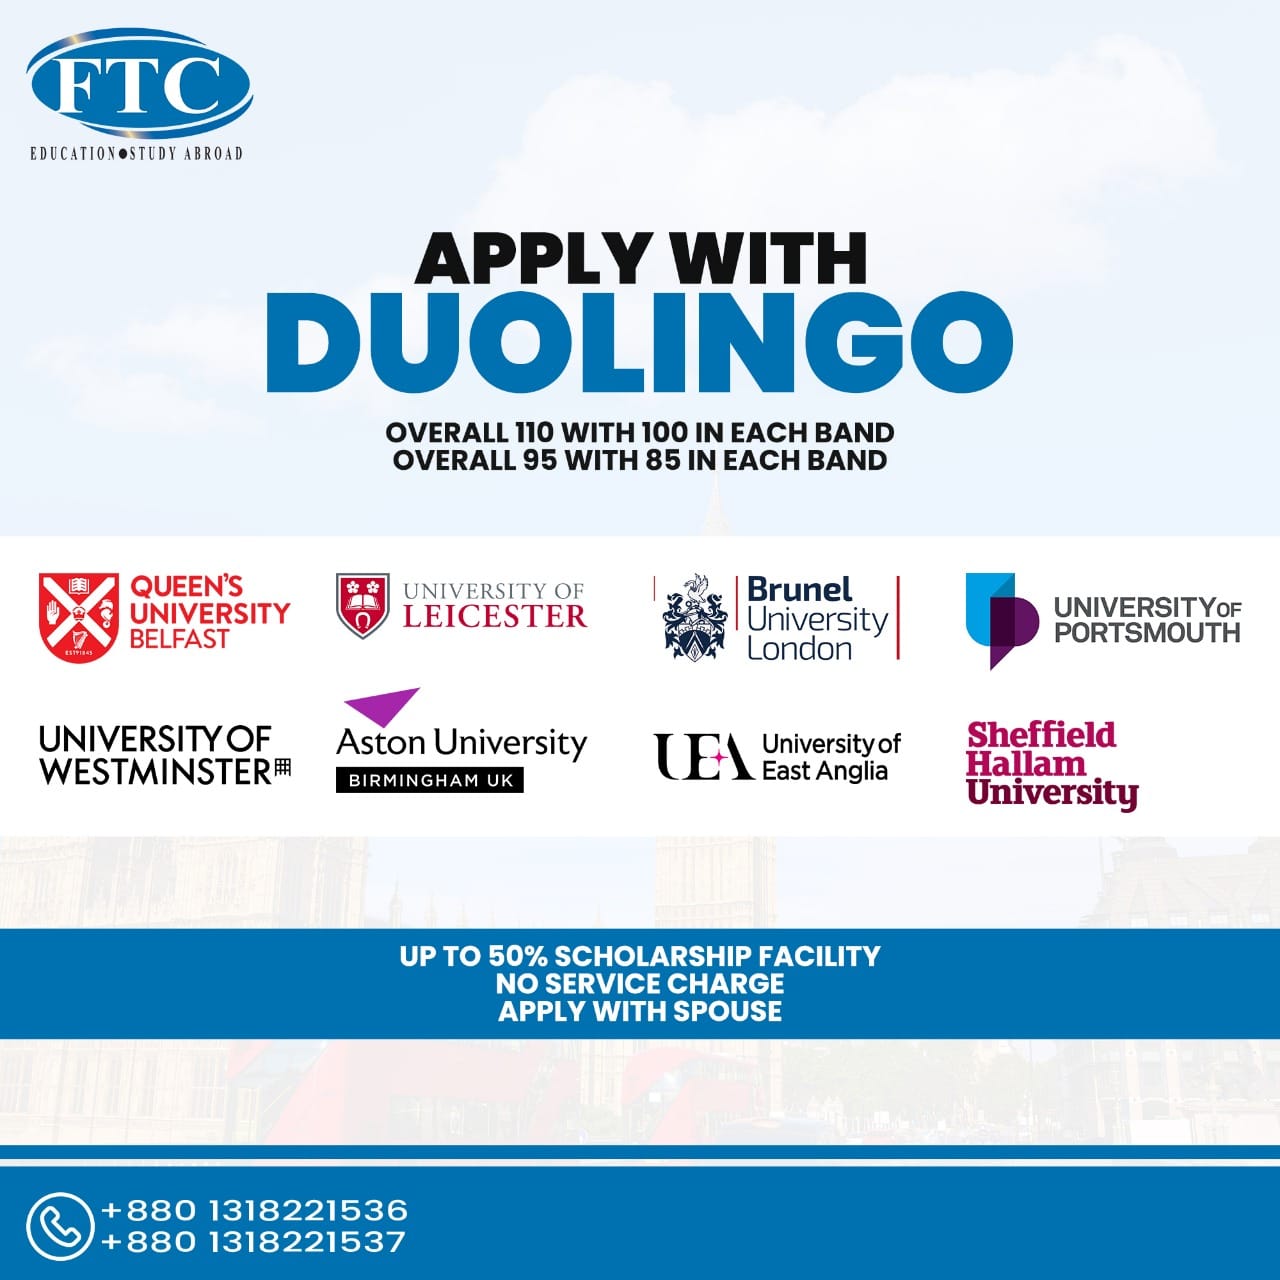 FTC
EDUCATION●STUDY ABROAD
APPLY WITH
DUOLINGO
OVERALL 110 WITH 100 IN EACH BAND
OVERALL 95 WITH 85 IN EACH BAND
QUEEN'S
UNIVERSITY
BELFAST
ESTD1845
UNIVERSITY OF
LEICESTER
Brunel
University
London
UNIVERSITY OF
PORTSMOUTH
UNIVERSITY OF
WESTMINSTER
Aston University
BIRMINGHAM UK
UEA
University of
East Anglia
Sheffield
Hallam
University
UP TO 50% SCHOLARSHIP FACILITY
NO SERVICE CHARGE
APPLY WITH SPOUSE
+880 1318221536
+880 1318221537